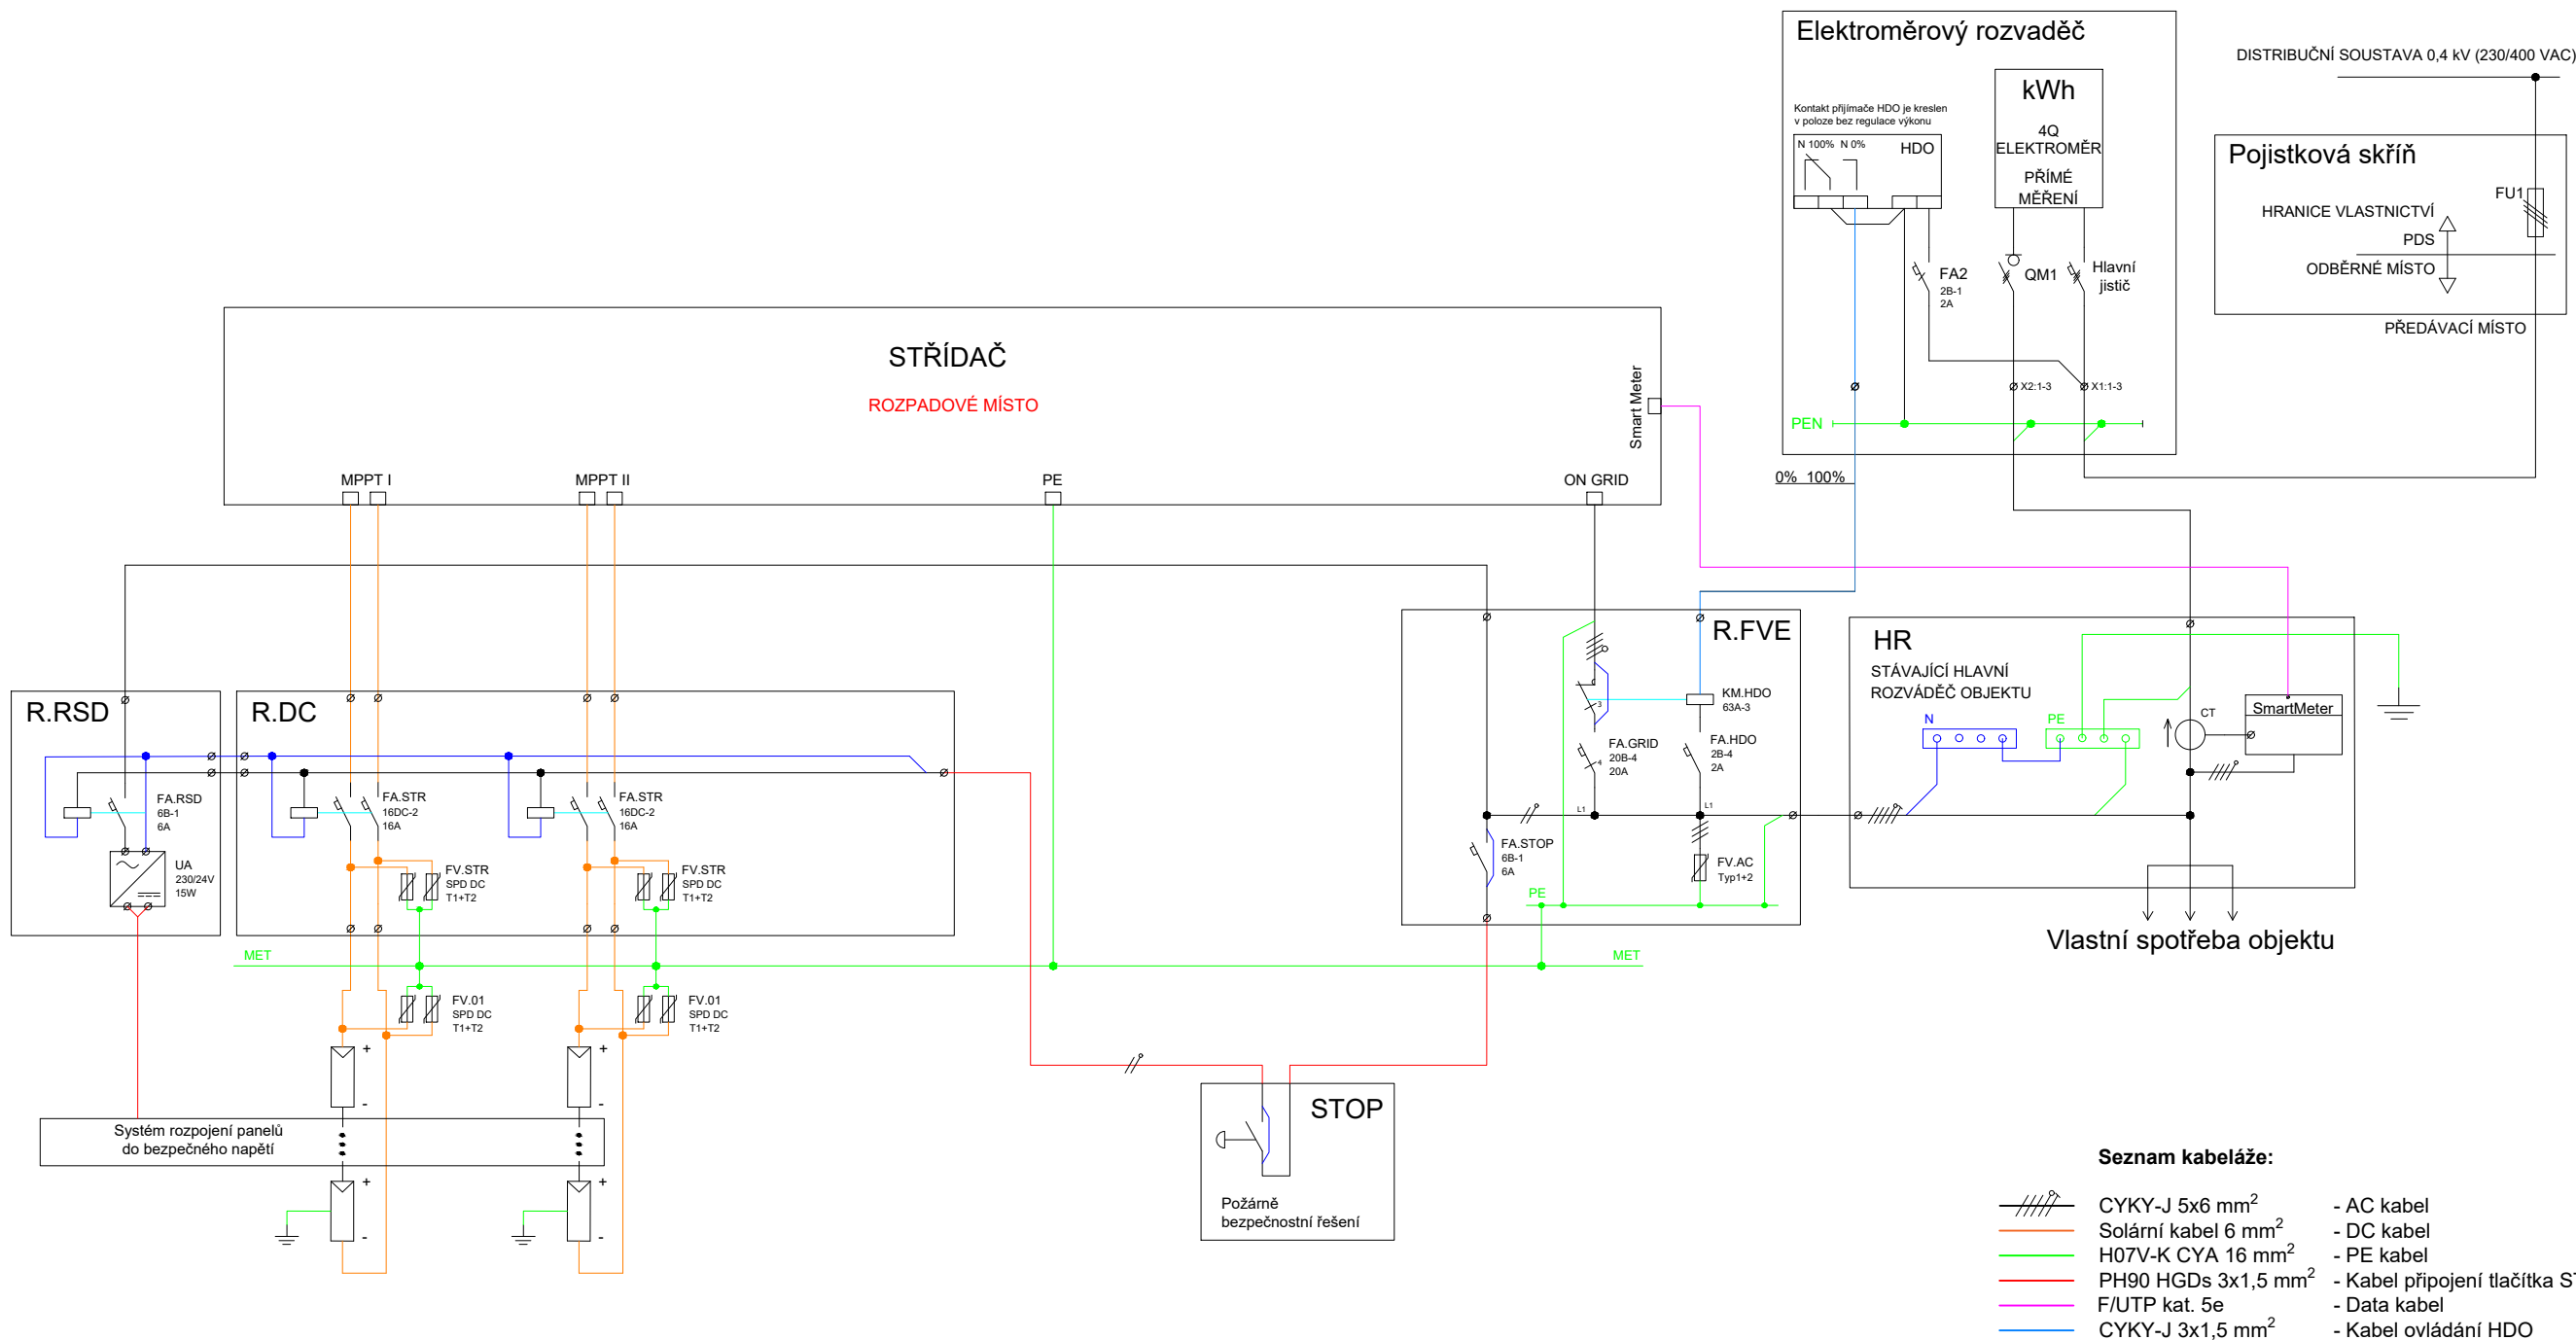 Elektroměrový rozvaděč
DISTRIBUČNÍ SOUSTAVA 0,4 kV (230/400 VAC)
kWh
4Q
ELEKTROMĚR
PŘÍMÉ
MĚŘENÍ
Kontakt přijímače HDO je kreslen
v poloze bez regulace výkonu
N 100% N 0%
HDO
FA2
2B-1
2A
QM1
Hlavní
jistič
X2:1-3
X1:1-3
PEN
0% 100%
Pojistková skříň
FU1
HRANICE VLASTNICTVÍ
PDS
ODBĚRNÉ MÍSTO
PŘEDÁVACÍ MÍSTO
STŘÍDAČ
ROZPADOVÉ MÍSTO
Smart Meter
MPPT I
MPPT II
PE
ON GRID
R.RSD
FA.RSD
6B-1
6A
UA
230/24V
15W
R.DC
FA.STR
16DC-2
16A
FA.STR
16DC-2
16A
FV.STR
SPD DC
T1+T2
FV.STR
SPD DC
T1+T2
R.FVE
3
KM.HDO
63A-3
FA.GRID
20B-4
20A
4
FA.HDO
2B-4
2A
L1
L1
FA.STOP
6B-1
6A
FV.AC
Typ1+2
PE
HR
STÁVAJÍCÍ HLAVNÍ
ROZVÁDĚČ OBJEKTU
N
PE
CT
SmartMeter
Vlastní spotřeba objektu
MET
MET
FV.01
SPD DC
T1+T2
FV.01
SPD DC
T1+T2
+
-
+
-
Systém rozpojení panelů
do bezpečného napětí
+
-
+
-
STOP
Požárně
bezpečnostní řešení
Seznam kabeláže:
CYKY-J 5x6 mm² - AC kabel
Solární kabel 6 mm² - DC kabel
H07V-K CYA 16 mm² - PE kabel
PH90 HGDs 3x1,5 mm² - Kabel připojení tlačítka
F/UTP kat. 5e - Data kabel
CYKY-J 3x1,5 mm² - Kabel ovládání HDO